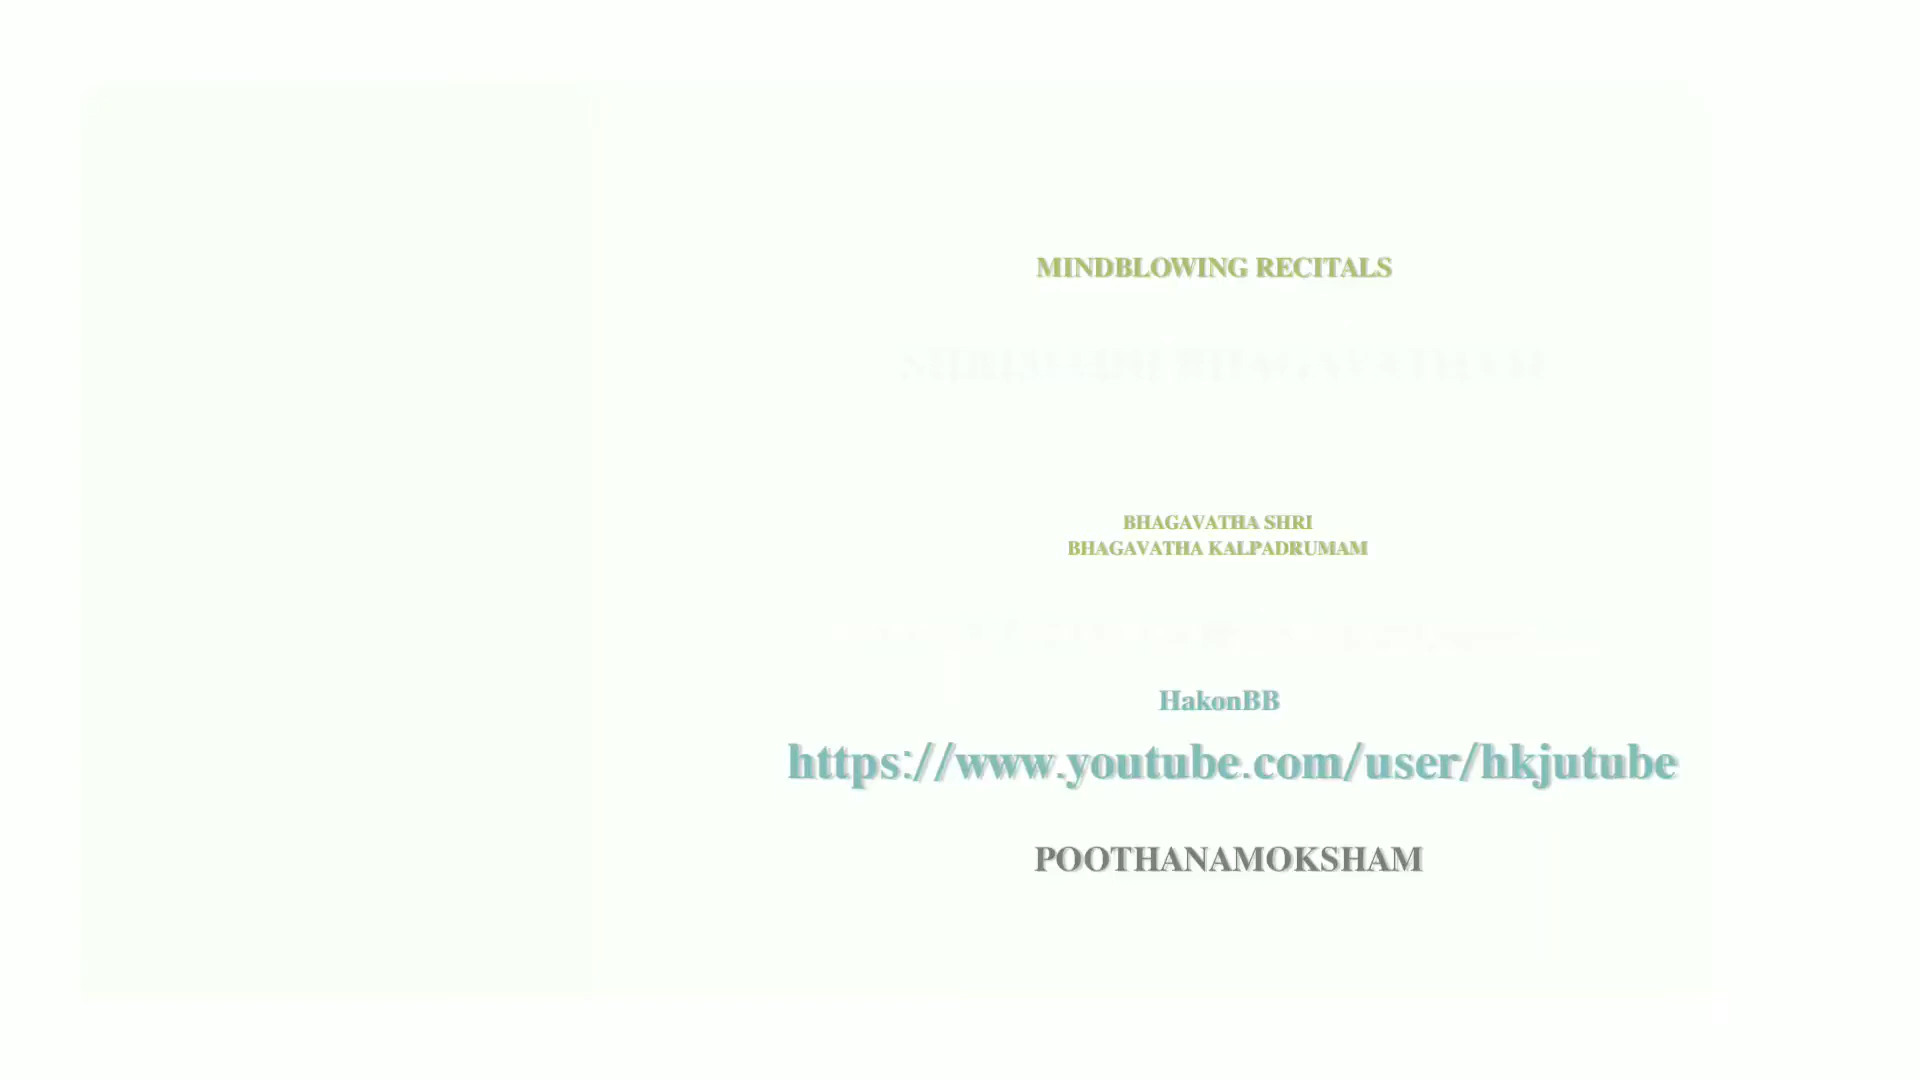 MINDBLOWING RECITALS
BHAGAVATHA SHRI
BHAGAVATHA KALPADRUMAM
HakonBB
https://www.youtube.com/user/hkjutube
POOTHANAMOKSHAM